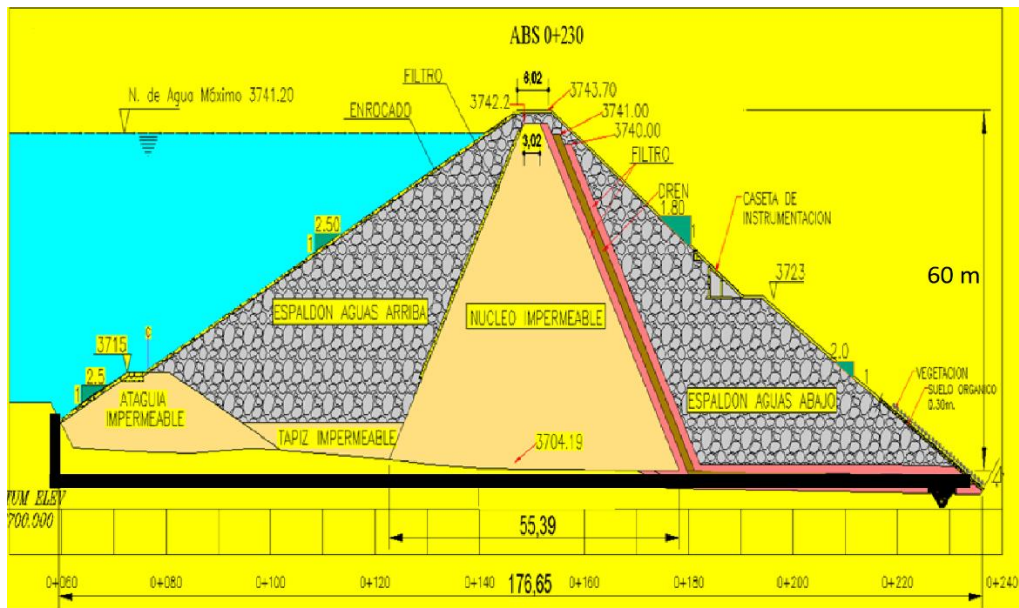 ABS 0+230
FILTRO
6,02
3743.70
N. de Agua Máximo 3741.20
3742.2
3741.00
ENROCADO
3740.00
3,02
FILTRO
DREN
1.80
1
CASETA DE
INSTRUMENTACION
2.50
1
3723
60 m
ESPALDON AGUAS ARRIBA
NUCLEO IMPERMEABLE
3715
C
2.5
1
2.0
1
VEGETACION
SUELO ORGANICO
0.30m.
ATAGUIA
IMPERMEABLE
ESPALDON AGUAS ABAJO
TAPIZ IMPERMEABLE
3704.19
TUM ELEV
700.000
55,39
0+060
0+080
0+100
0+120
0+140
0+160
0+180
0+200
0+220
0+240
176,65